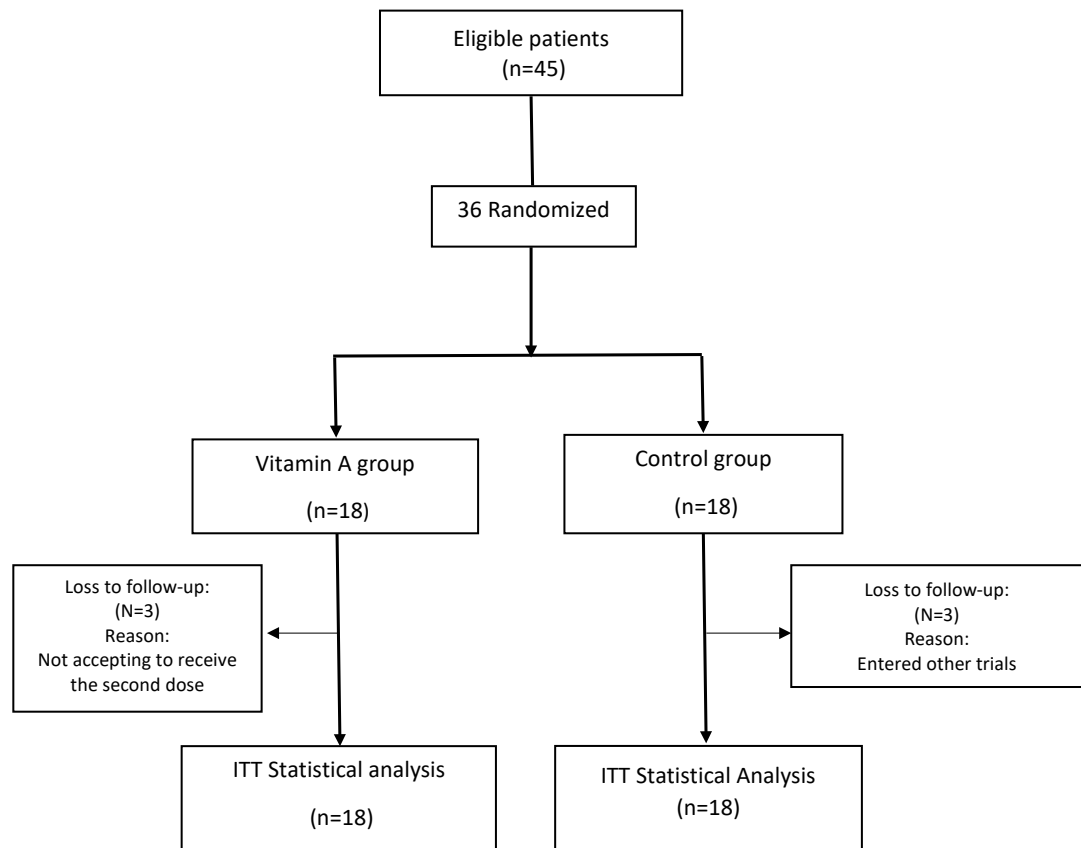 Eligible patients
(n=45)
36 Randomized
Vitamin A group
(n=18)
Control group
(n=18)
Loss to follow-up:
(N=3)
Reason:
Not accepting to receive
the second dose
Loss to follow-up:
(N=3)
Reason:
Entered other trials
ITT Statistical analysis
(n=18)
ITT Statistical Analysis
(n=18)